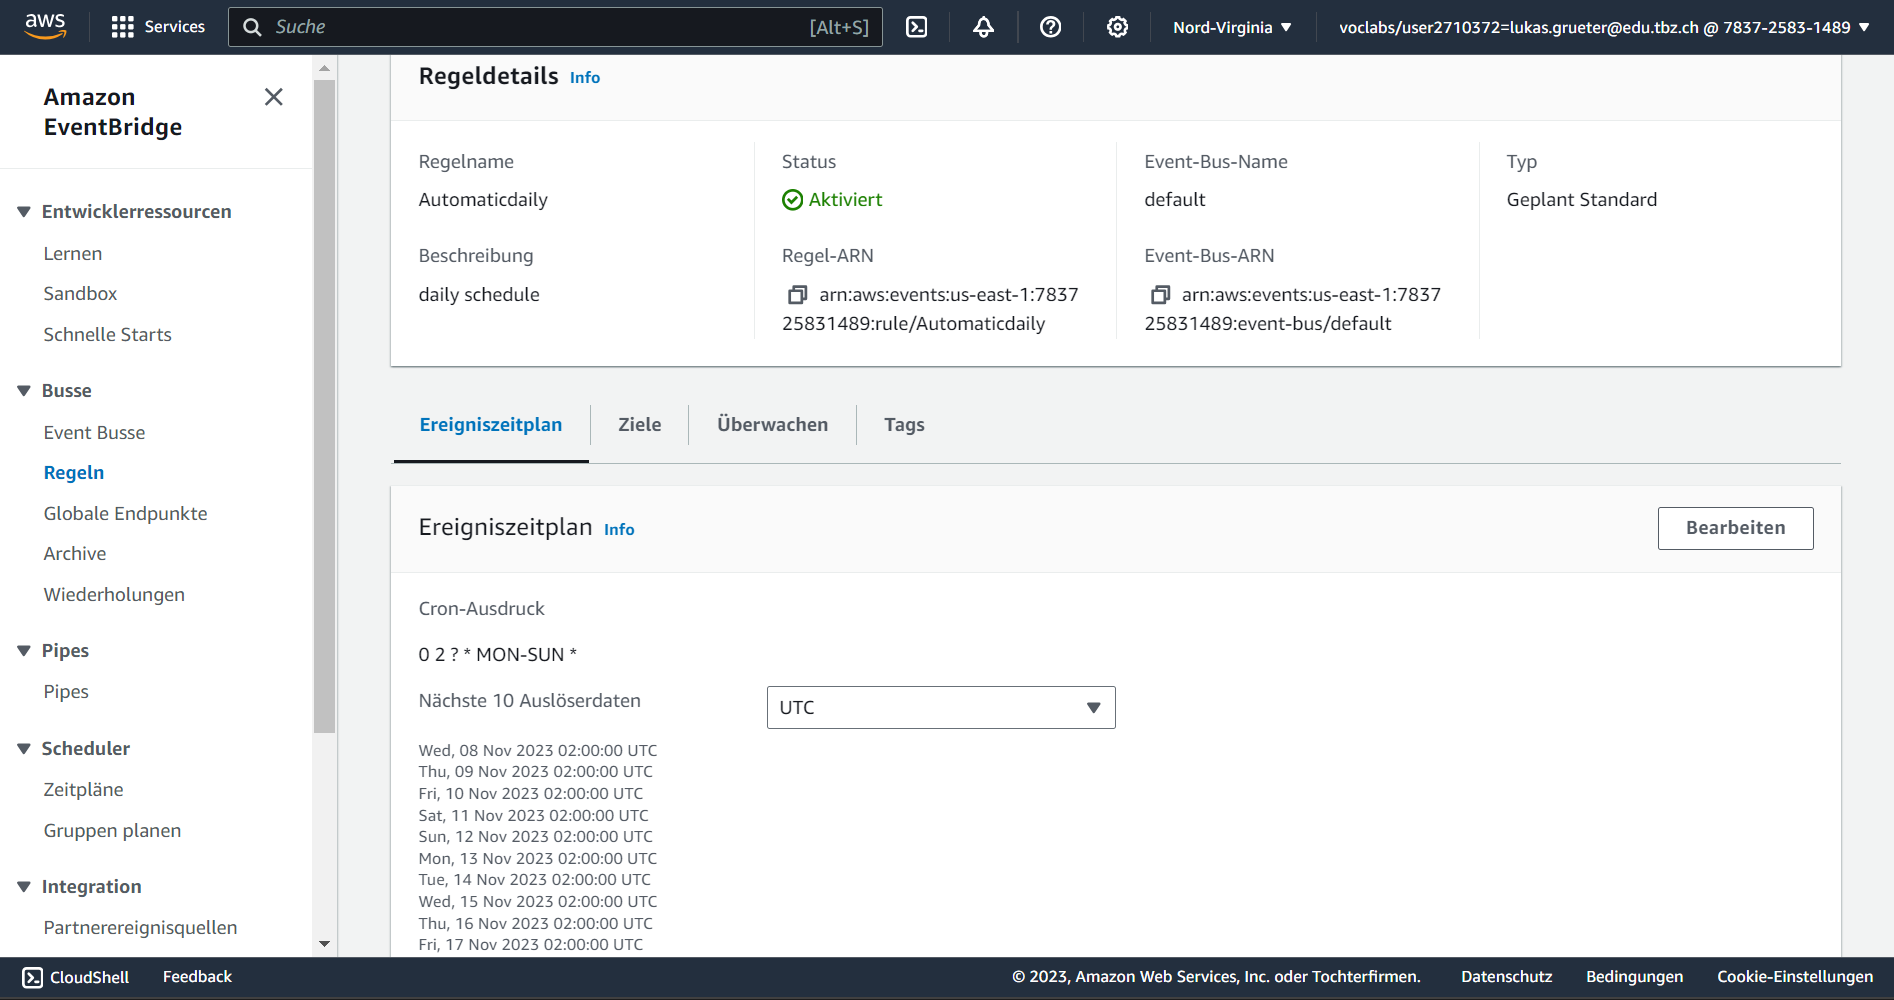 aws
Services
Suche
[Alt+S]
Nord-Virginia
voclabs/user2710372=lukas.grueter@edu.tbz.ch @ 7837-2583-1489
Amazon
EventBridge
Entwicklerressourcen
Lernen
Sandbox
Schnelle Starts
Busse
Event Busse
Regeln
Globale Endpunkte
Archive
Wiederholungen
Pipes
Pipes
Scheduler
Zeitpläne
Gruppen planen
Integration
Partnerereignisquellen
Regeldetails Info
Regelname
Automaticdaily
Beschreibung
daily schedule
Status
Aktiviert
Regel-ARN
arn:aws:events:us-east-1:7837
25831489:rule/Automaticdaily
Event-Bus-Name
default
Event-Bus-ARN
arn:aws:events:us-east-1:7837
25831489:event-bus/default
Typ
Geplant Standard
Ereigniszeitplan
Ziele
Überwachen
Tags
Ereigniszeitplan Info
Bearbeiten
Cron-Ausdruck
0 2 ? * MON-SUN *
Nächste 10 Auslöserdaten
UTC
Wed, 08 Nov 2023 02:00:00 UTC
Thu, 09 Nov 2023 02:00:00 UTC
Fri, 10 Nov 2023 02:00:00 UTC
Sat, 11 Nov 2023 02:00:00 UTC
Sun, 12 Nov 2023 02:00:00 UTC
Mon, 13 Nov 2023 02:00:00 UTC
Tue, 14 Nov 2023 02:00:00 UTC
Wed, 15 Nov 2023 02:00:00 UTC
Thu, 16 Nov 2023 02:00:00 UTC
Fri, 17 Nov 2023 02:00:00 UTC
CloudShell
Feedback
© 2023, Amazon Web Services, Inc. oder Tochterfirmen.
Datenschutz
Bedingungen
Cookie-Einstellungen